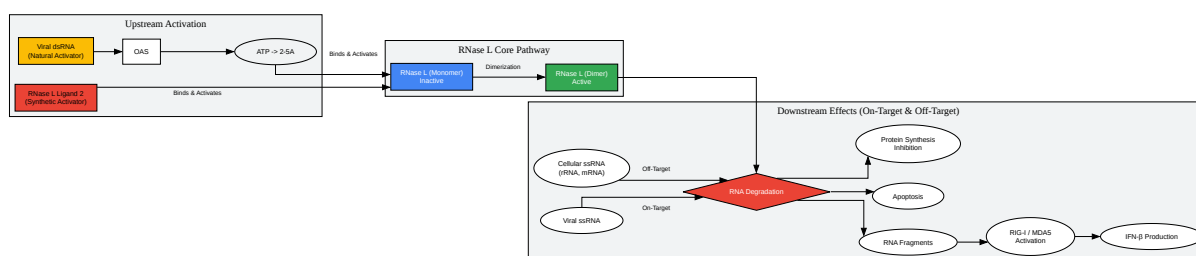 Upstream Activation
Viral dsRNA
(Natural Activator)
OAS
ATP -> 2-5A
RNase L Ligand 2
(Synthetic Activator)
Binds & Activates
Binds & Activates
RNase L Core Pathway
RNase L (Monomer)
Inactive
Dimerization
RNase L (Dimer)
Active
Downstream Effects (On-Target & Off-Target)
Cellular ssRNA
(rRNA, mRNA)
Off-Target
Viral ssRNA
On-Target
RNA Degradation
Protein Synthesis
Inhibition
Apoptosis
RNA Fragments
RIG-I / MDA5
Activation
IFN-β Production